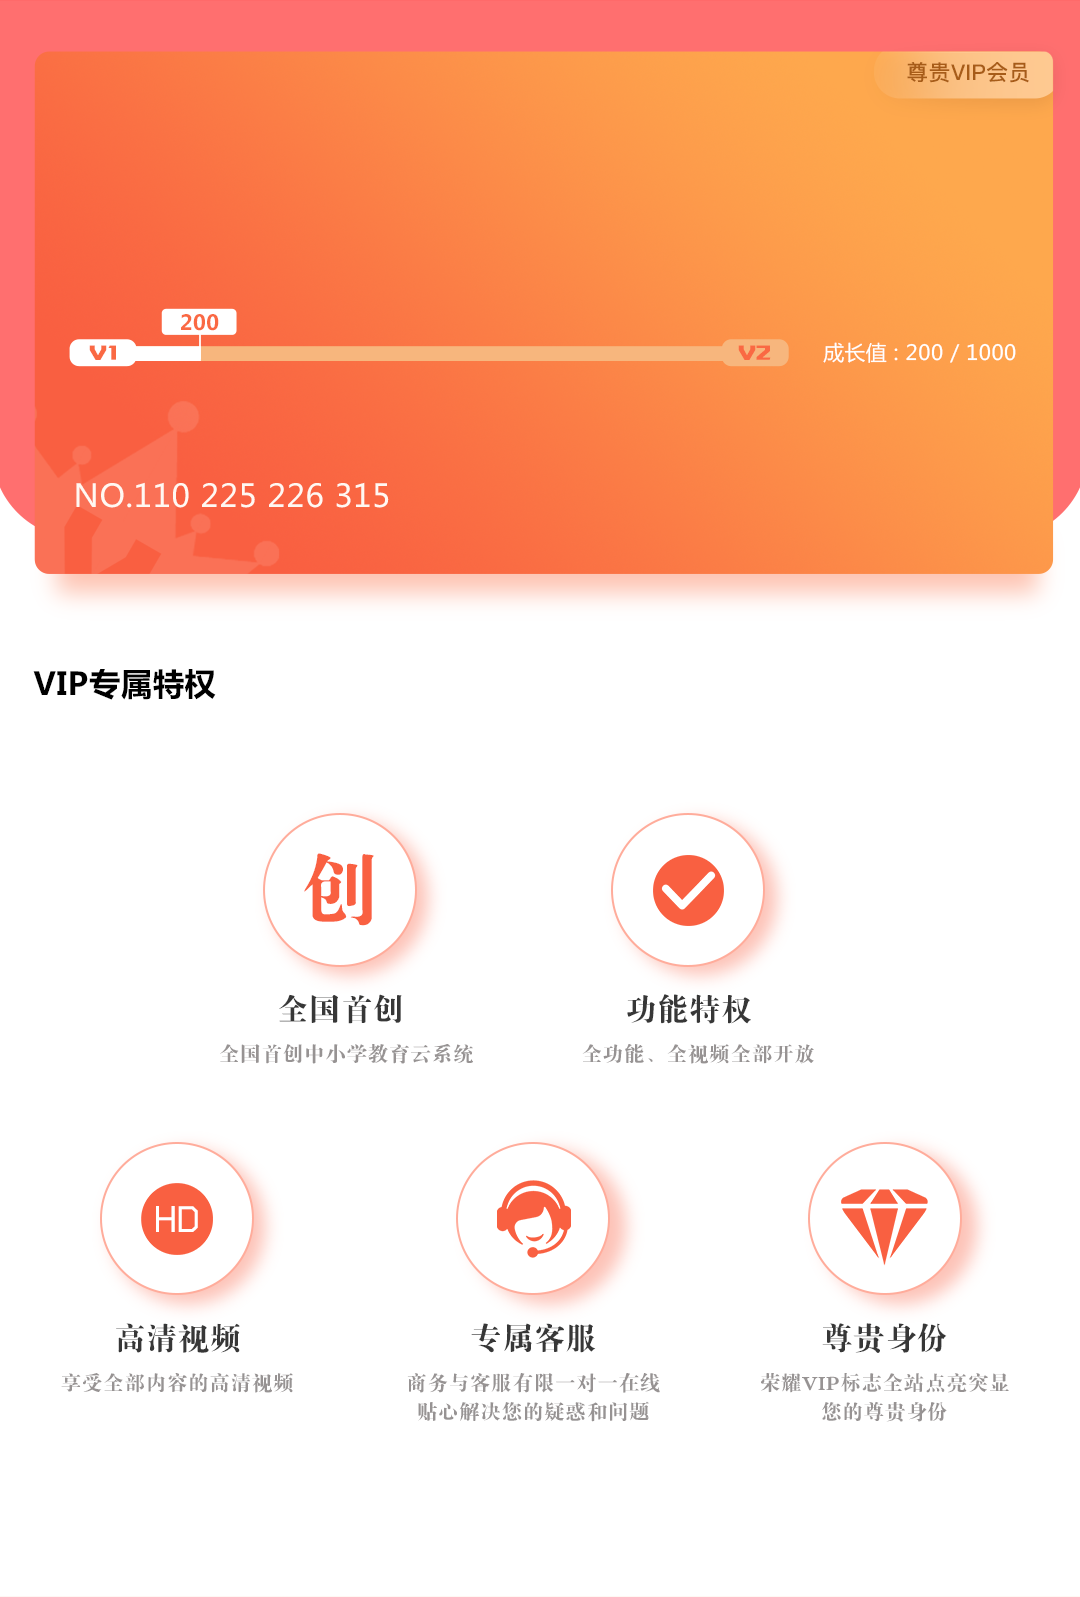 尊贵VIP会员
200
V1
V2
成长值 : 200 / 1000
NO.110 225 226 315
VIP专属特权
创
全国首创
全国首创中小学教育云系统
功能特权
全功能、全视频全部开放
HD
高清视频
享受全部内容的高清视频
专属客服
商务与客服有限一对一在线
贴心解决您的疑惑和问题
尊贵身份
荣耀VIP标志全站点亮突显
您的尊贵身份